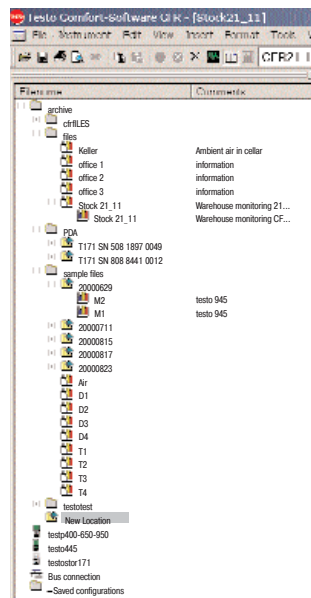 Testo Comfort-Software CFR - [Stock21_11]
File Instrument Edit View Insert Format Tools
CFR21
Filename Comments
archive
cfrfILES
files
Keller Ambient air in cellar
office 1 information
office 2 information
office 3 information
Stock 21_11 Warehouse monitoring 21...
Stock 21_11 Warehouse monitoring CF...
PDA
T171 SN 508 1897 0049
T171 SN 808 8441 0012
sample files
20000629
M2 testo 945
M1 testo 945
20000711
20000815
20000817
20000823
Air
D1
D2
D3
D4
T1
T2
T3
T4
testotest
New Location
testp400-650-950
testo445
testostor171
Bus connection
–Saved configurations